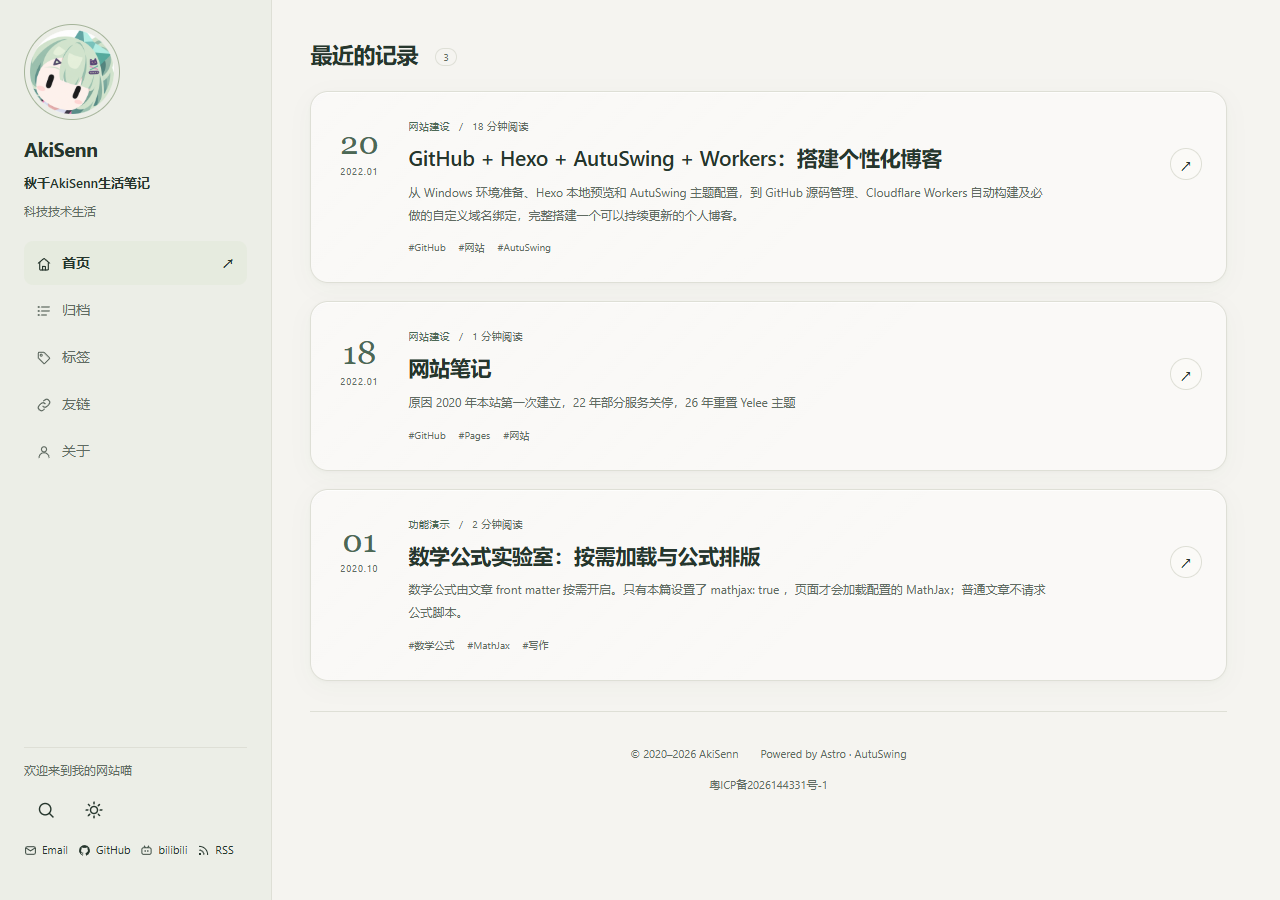 AkiSenn
秋千AkiSenn生活笔记
科技技术生活
首页
归档
标签
友链
关于
欢迎来到我的网站喵
Email GitHub bilibili RSS
最近的记录 3
20
2022.01
网站建设 / 18 分钟阅读
GitHub + Hexo + AutuSwing + Workers：搭建个性化博客
从 Windows 环境准备、Hexo 本地预览和 AutuSwing 主题配置，到 GitHub 源码管理、Cloudflare Workers 自动构建及必
做的自定义域名绑定，完整搭建一个可以持续更新的个人博客。
#GitHub #网站 #AutuSwing
18
2022.01
网站建设 / 1 分钟阅读
网站笔记
原因 2020 年本站第一次建立，22 年部分服务关停，26 年重置 Yelee 主题
#GitHub #Pages #网站
01
2020.10
功能演示 / 2 分钟阅读
数学公式实验室：按需加载与公式排版
数学公式由文章 front matter 按需开启。只有本篇设置了 mathjax: true ，页面才会加载配置的 MathJax；普通文章不请求
公式脚本。
#数学公式 #MathJax #写作
© 2020–2026 AkiSenn Powered by Astro · AutuSwing
粤ICP备2026144331号-1